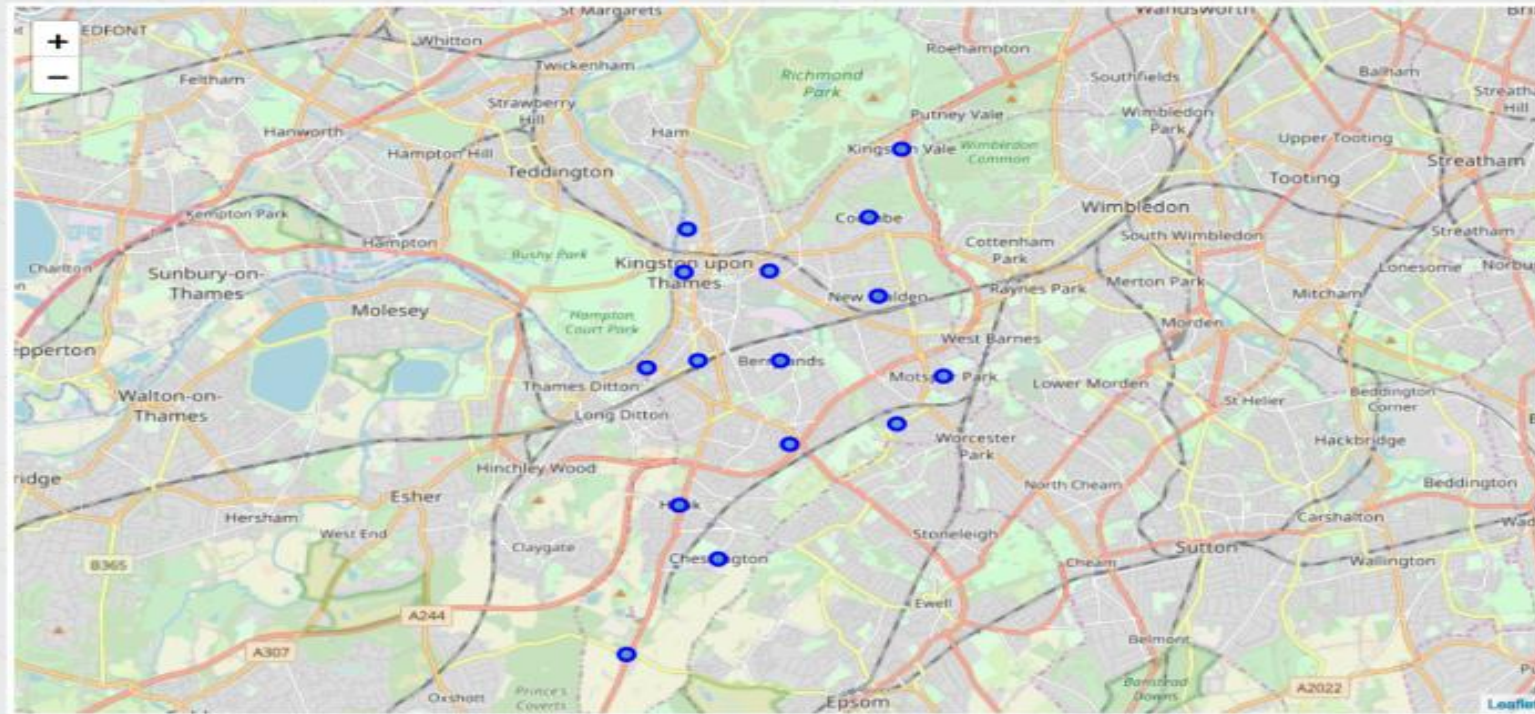 St Margarets
Wandsworth
+
EDFONT
Whitton
Roehampton
Twickenham
Richmond
Park
Southfields
Balham
Feltham
−
Strawberry
Hill
Putney Vale
Wimbledon
Park
Hill
Hanworth
Ham
Upper Tooting
Hampton Hill
Wimbledon
Common
Streatham
Teddington
Tooting
Kempton Park
Wimbledon
Hampton
South Wimbledon
Streatham
Bushy Park
Cottenham
Park
Kingston upon
Thames
Charlton
Sunbury-on-
Thames
Lonesome
Raynes Park
Merton Park
Mitcham
Molesey
Hampton
Court Park
Morden
West Barnes
epperton
Thames Ditton
Lower Morden
Walton-on-
Thames
Beddington
Corner
St Helier
Long Ditton
Worcester
Park
Hackbridge
Hinchley Wood
ridge
Esher
North Cheam
Beddington
Hersham
Carshalton
West End
Claygate
Stoneleigh
Sutton
Cheam
Wallington
B365
Ewell
A244
Belmont
A307
Oxshott
Prince's
Coverts
Banstead
Downs
A2022
Epsom
Leaflet